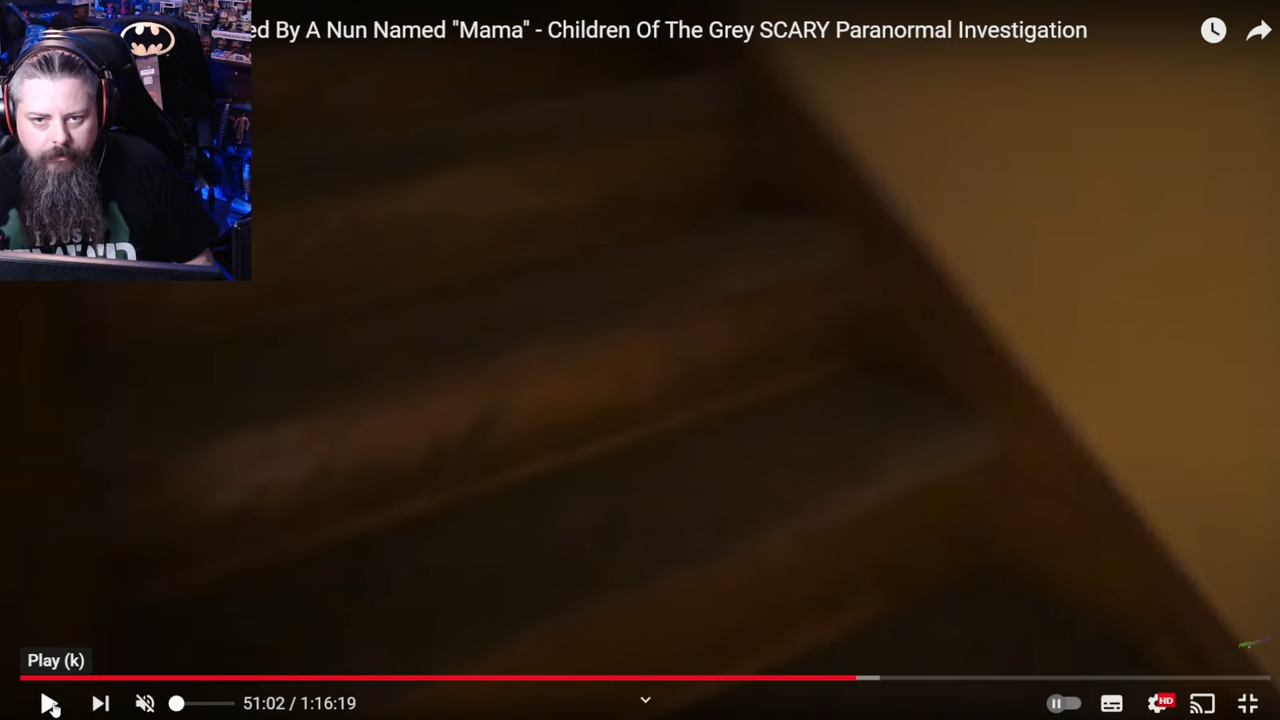 ed By A Nun Named "Mama" - Children Of The Grey SCARY Paranormal Investigation
Play (k)
51:02 / 1:16:19
HD